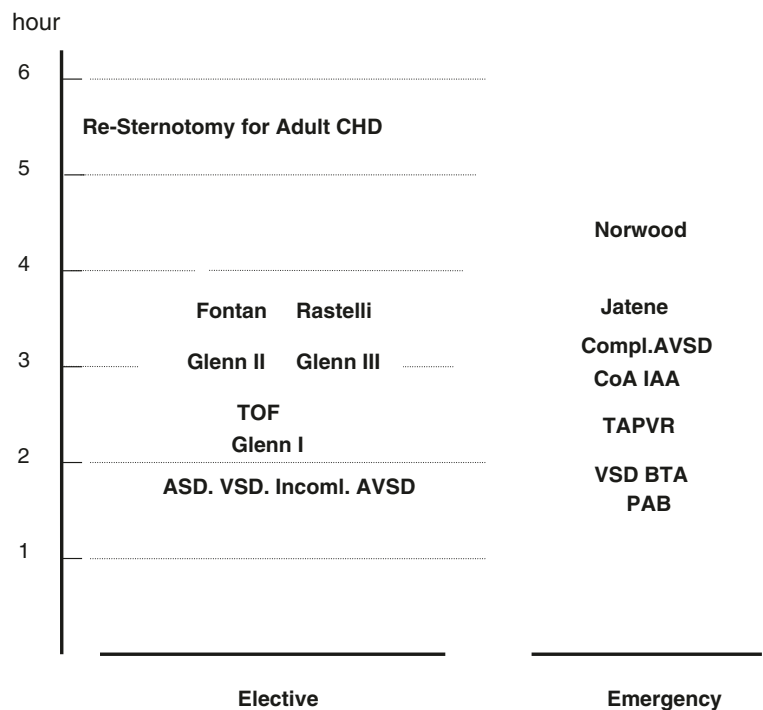 hour
6
Re-Sternotomy for Adult CHD
5
Norwood
4
Fontan Rastelli Jatene
Compl.AVSD
3 Glenn II Glenn III
CoA IAA
TOF
TAPVR
Glenn I
2
VSD BTA
ASD. VSD. Incoml. AVSD
PAB
1
Elective Emergency